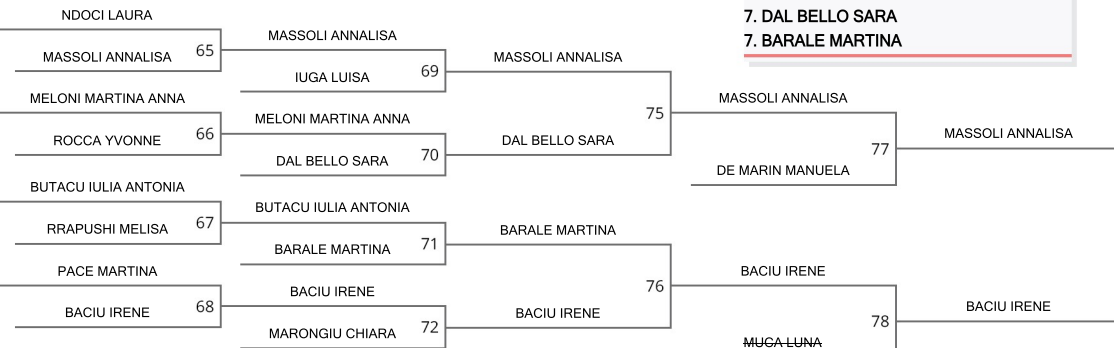 NDOCI LAURA
MASSOLI ANNALISA
65
MELONI MARTINA ANNA
ROCCA YVONNE
66
BUTACU IULIA ANTONIA
RRAPUSHI MELISA
67
PACE MARTINA
BACIU IRENE
68
MASSOLI ANNALISA
IUGA LUISA
69
MELONI MARTINA ANNA
DAL BELLO SARA
70
BUTACU IULIA ANTONIA
BARALE MARTINA
71
BACIU IRENE
MARONGIU CHIARA
72
MASSOLI ANNALISA
DAL BELLO SARA
75
BARALE MARTINA
BACIU IRENE
76
7. DAL BELLO SARA
7. BARALE MARTINA
MASSOLI ANNALISA
DE MARIN MANUELA
77
BACIU IRENE
MUCA LUNA
78
MASSOLI ANNALISA
BACIU IRENE